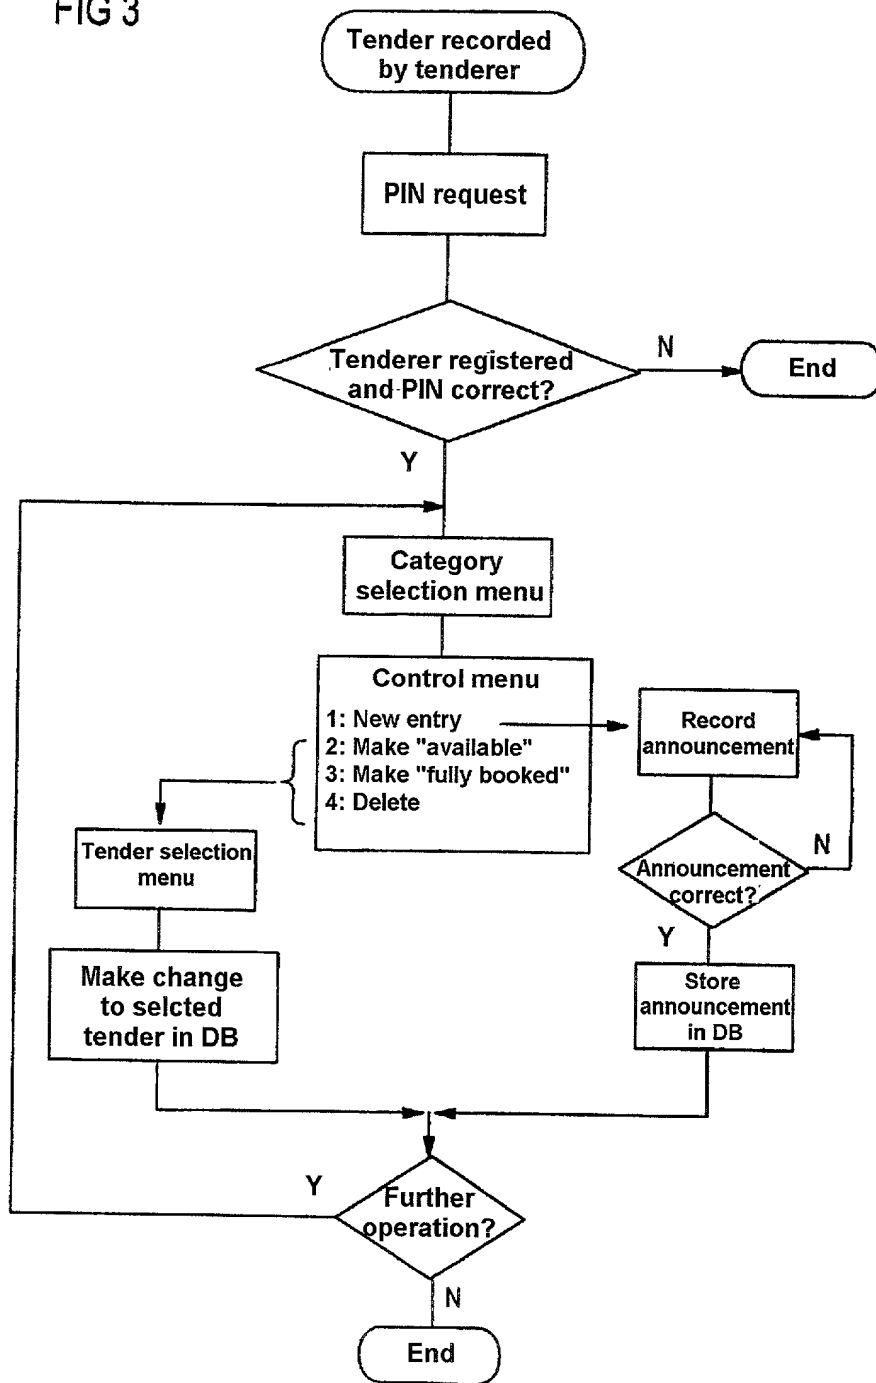 FIG 3
Tender recorded
by tenderer
PIN request
Tenderer registered
and PIN correct?
N
End
Y
Category
selection menu
Control menu
1: New entry
2: Make "available"
3: Make "fully booked"
4: Delete
Record
announcement
Tender selection
menu
Announcement
correct?
N
Y
Make change
to selcted
tender in DB
Store
announcement
in DB
Y
Further
operation?
N
End